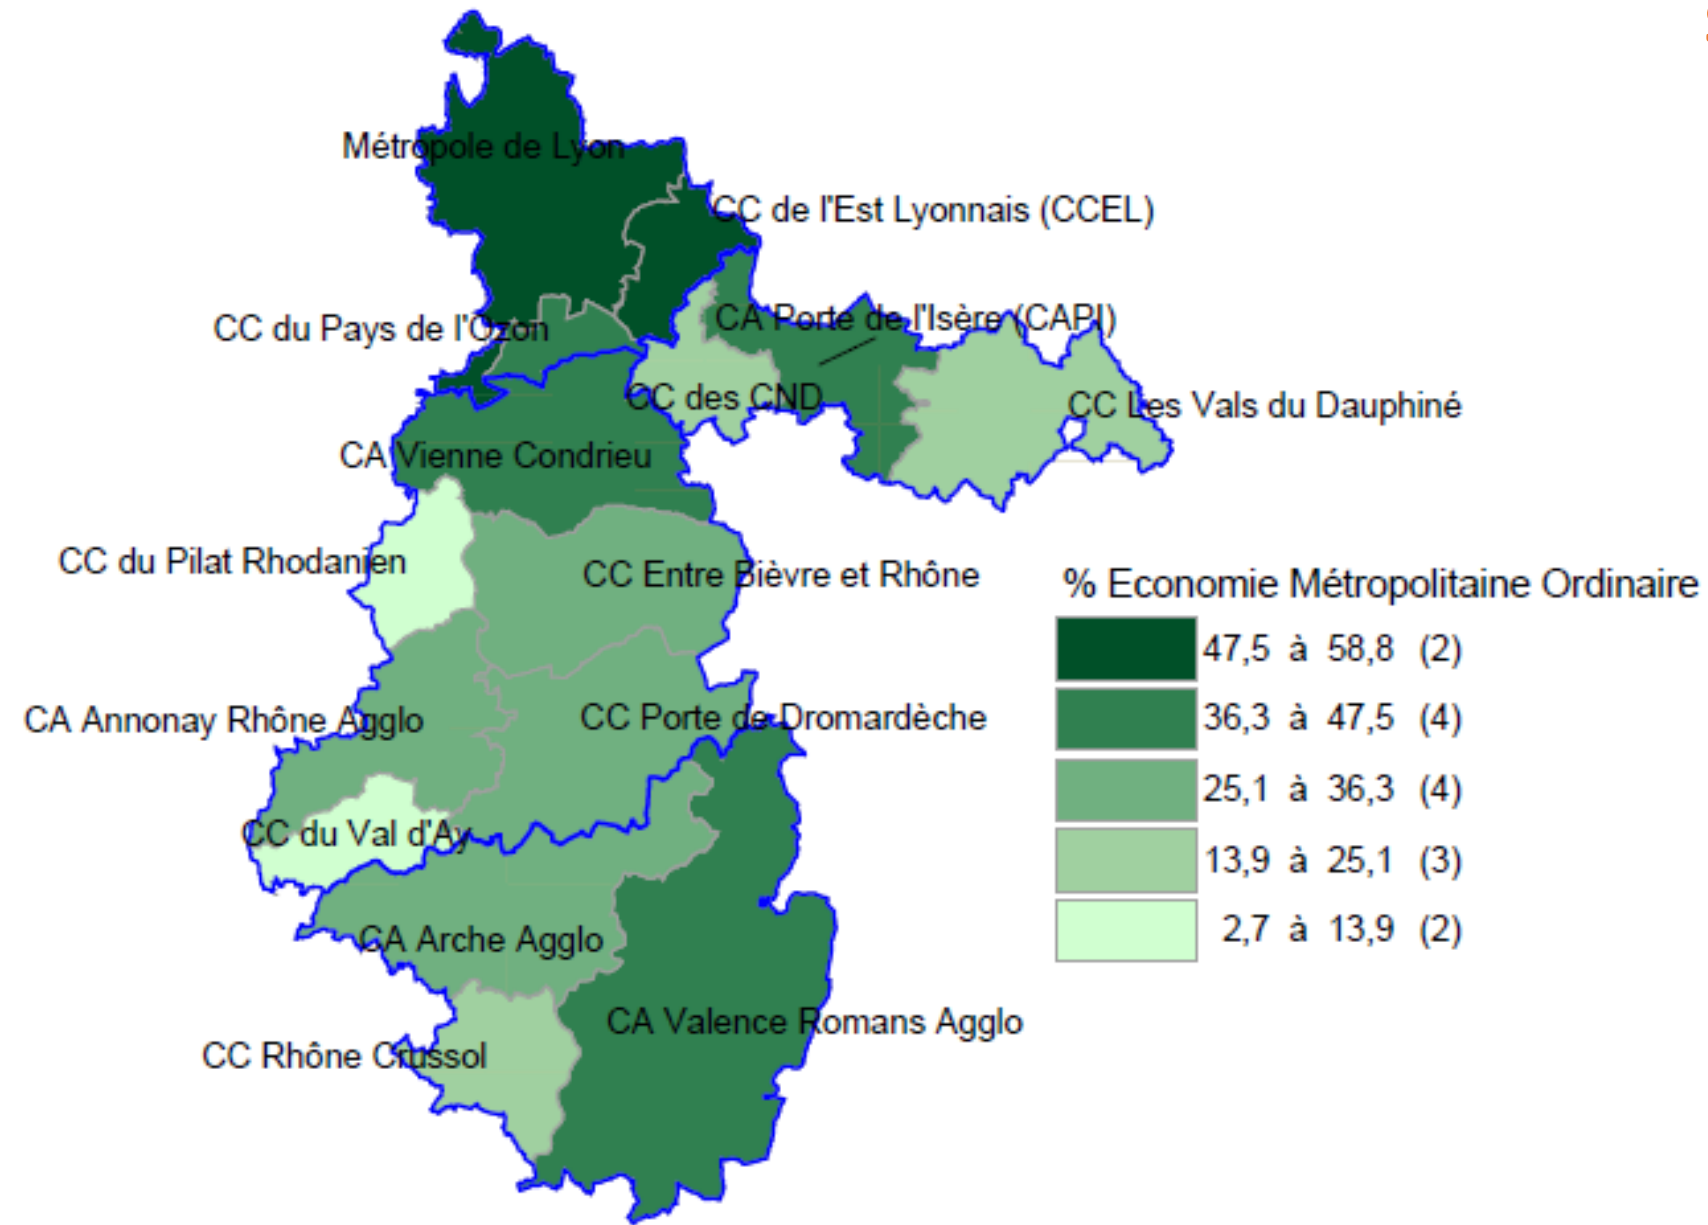 Métropole de Lyon
CC de l'Est Lyonnais (CCEL)
CC du Pays de l'Ozon
CA Porte de l'Isère (CAPI)
CC des CND
CC Les Vals du Dauphiné
CA Vienne Condrieu
CC du Pilat Rhodanien
CC Entre Bièvre et Rhône
CA Annonay Rhône Agglo
CC Porte de Dromardèche
CC du Val d'Ay
CA Arche Agglo
CA Valence Romans Agglo
CC Rhône Crussol
% Economie Métropolitaine Ordinaire
47,5 à 58,8 (2)
36,3 à 47,5 (4)
25,1 à 36,3 (4)
13,9 à 25,1 (3)
2,7 à 13,9 (2)